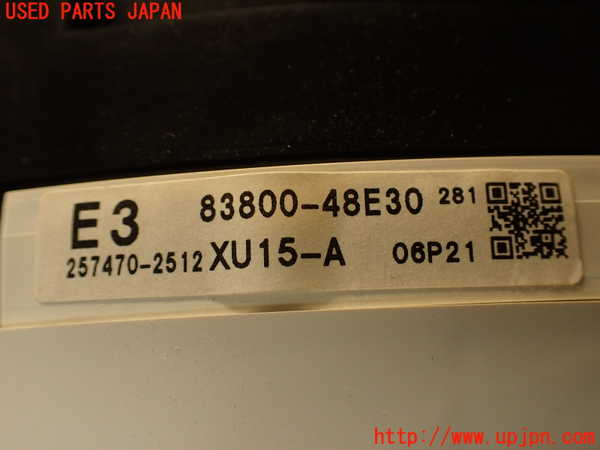 USED PARTS JAPAN
E3 83800-48E30 281
257470-2512 XU15-A 06P21
http://www.upjpn.com/